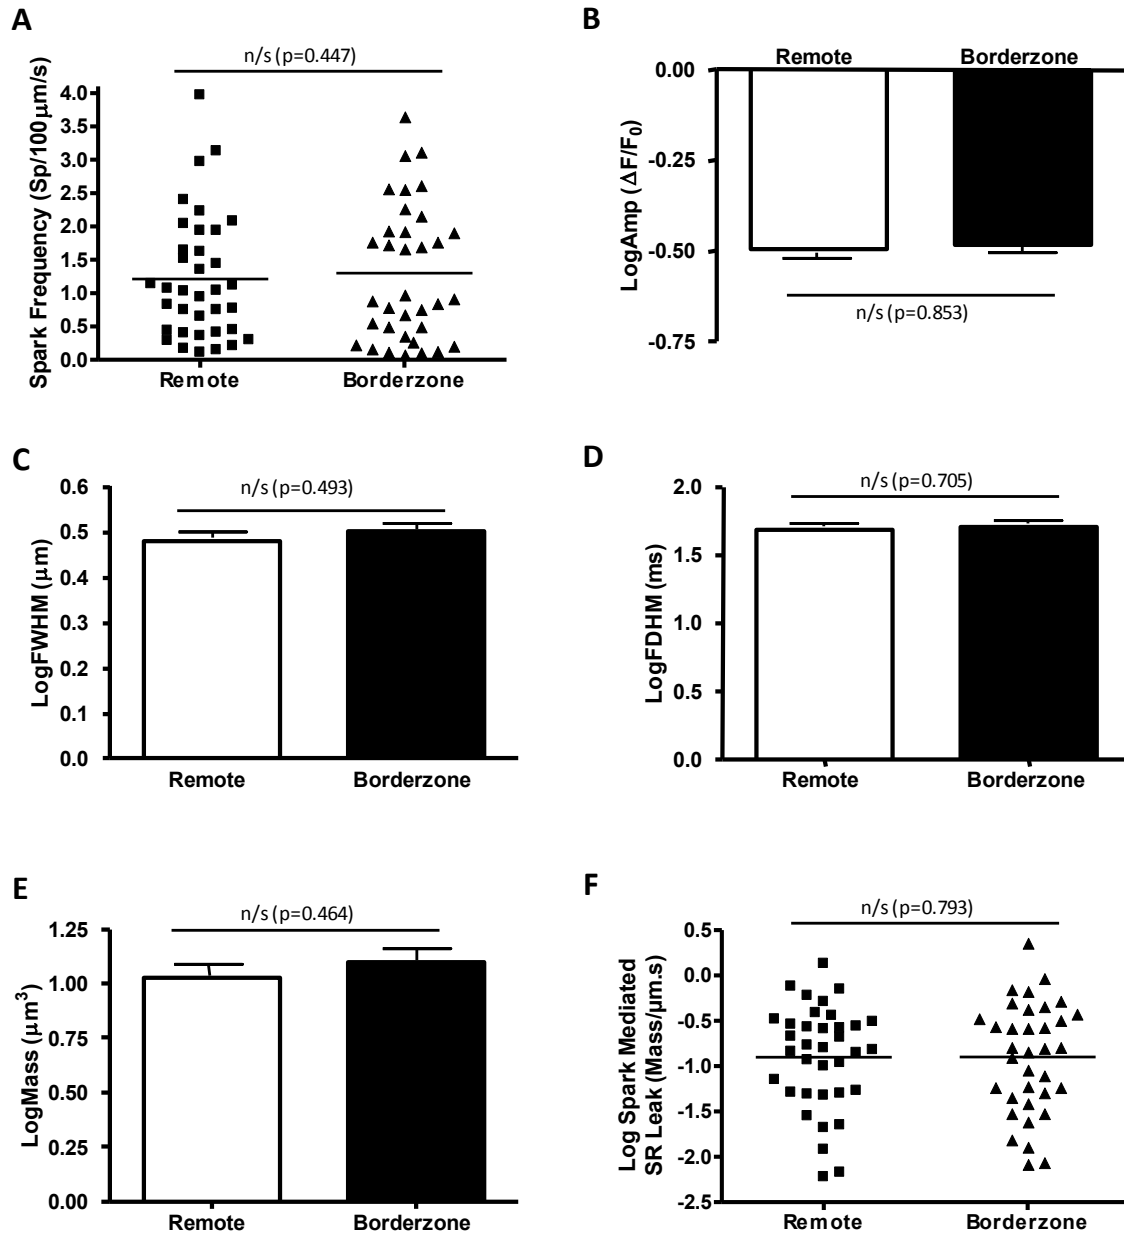 A
n/s (p=0.447)
Spark Frequency (Sp/100μm/s)
4.0
3.5
3.0
2.5
2.0
1.5
1.0
0.5
0.0
Remote
Borderzone
B
Remote
Borderzone
LogAmp (ΔF/F₀)
0.00
-0.25
-0.50
-0.75
n/s (p=0.853)
C
n/s (p=0.493)
LogFWHM (μm)
0.6
0.5
0.4
0.3
0.2
0.1
0.0
Remote
Borderzone
D
n/s (p=0.705)
LogFDHM (ms)
2.0
1.5
1.0
0.5
0.0
Remote
Borderzone
E
n/s (p=0.464)
LogMass (μm³)
1.25
1.00
0.75
0.50
0.25
0.00
Remote
Borderzone
F
n/s (p=0.793)
Log Spark Mediated
SR Leak (Mass/μm.s)
0.5
0.0
-0.5
-1.0
-1.5
-2.0
-2.5
Remote
Borderzone